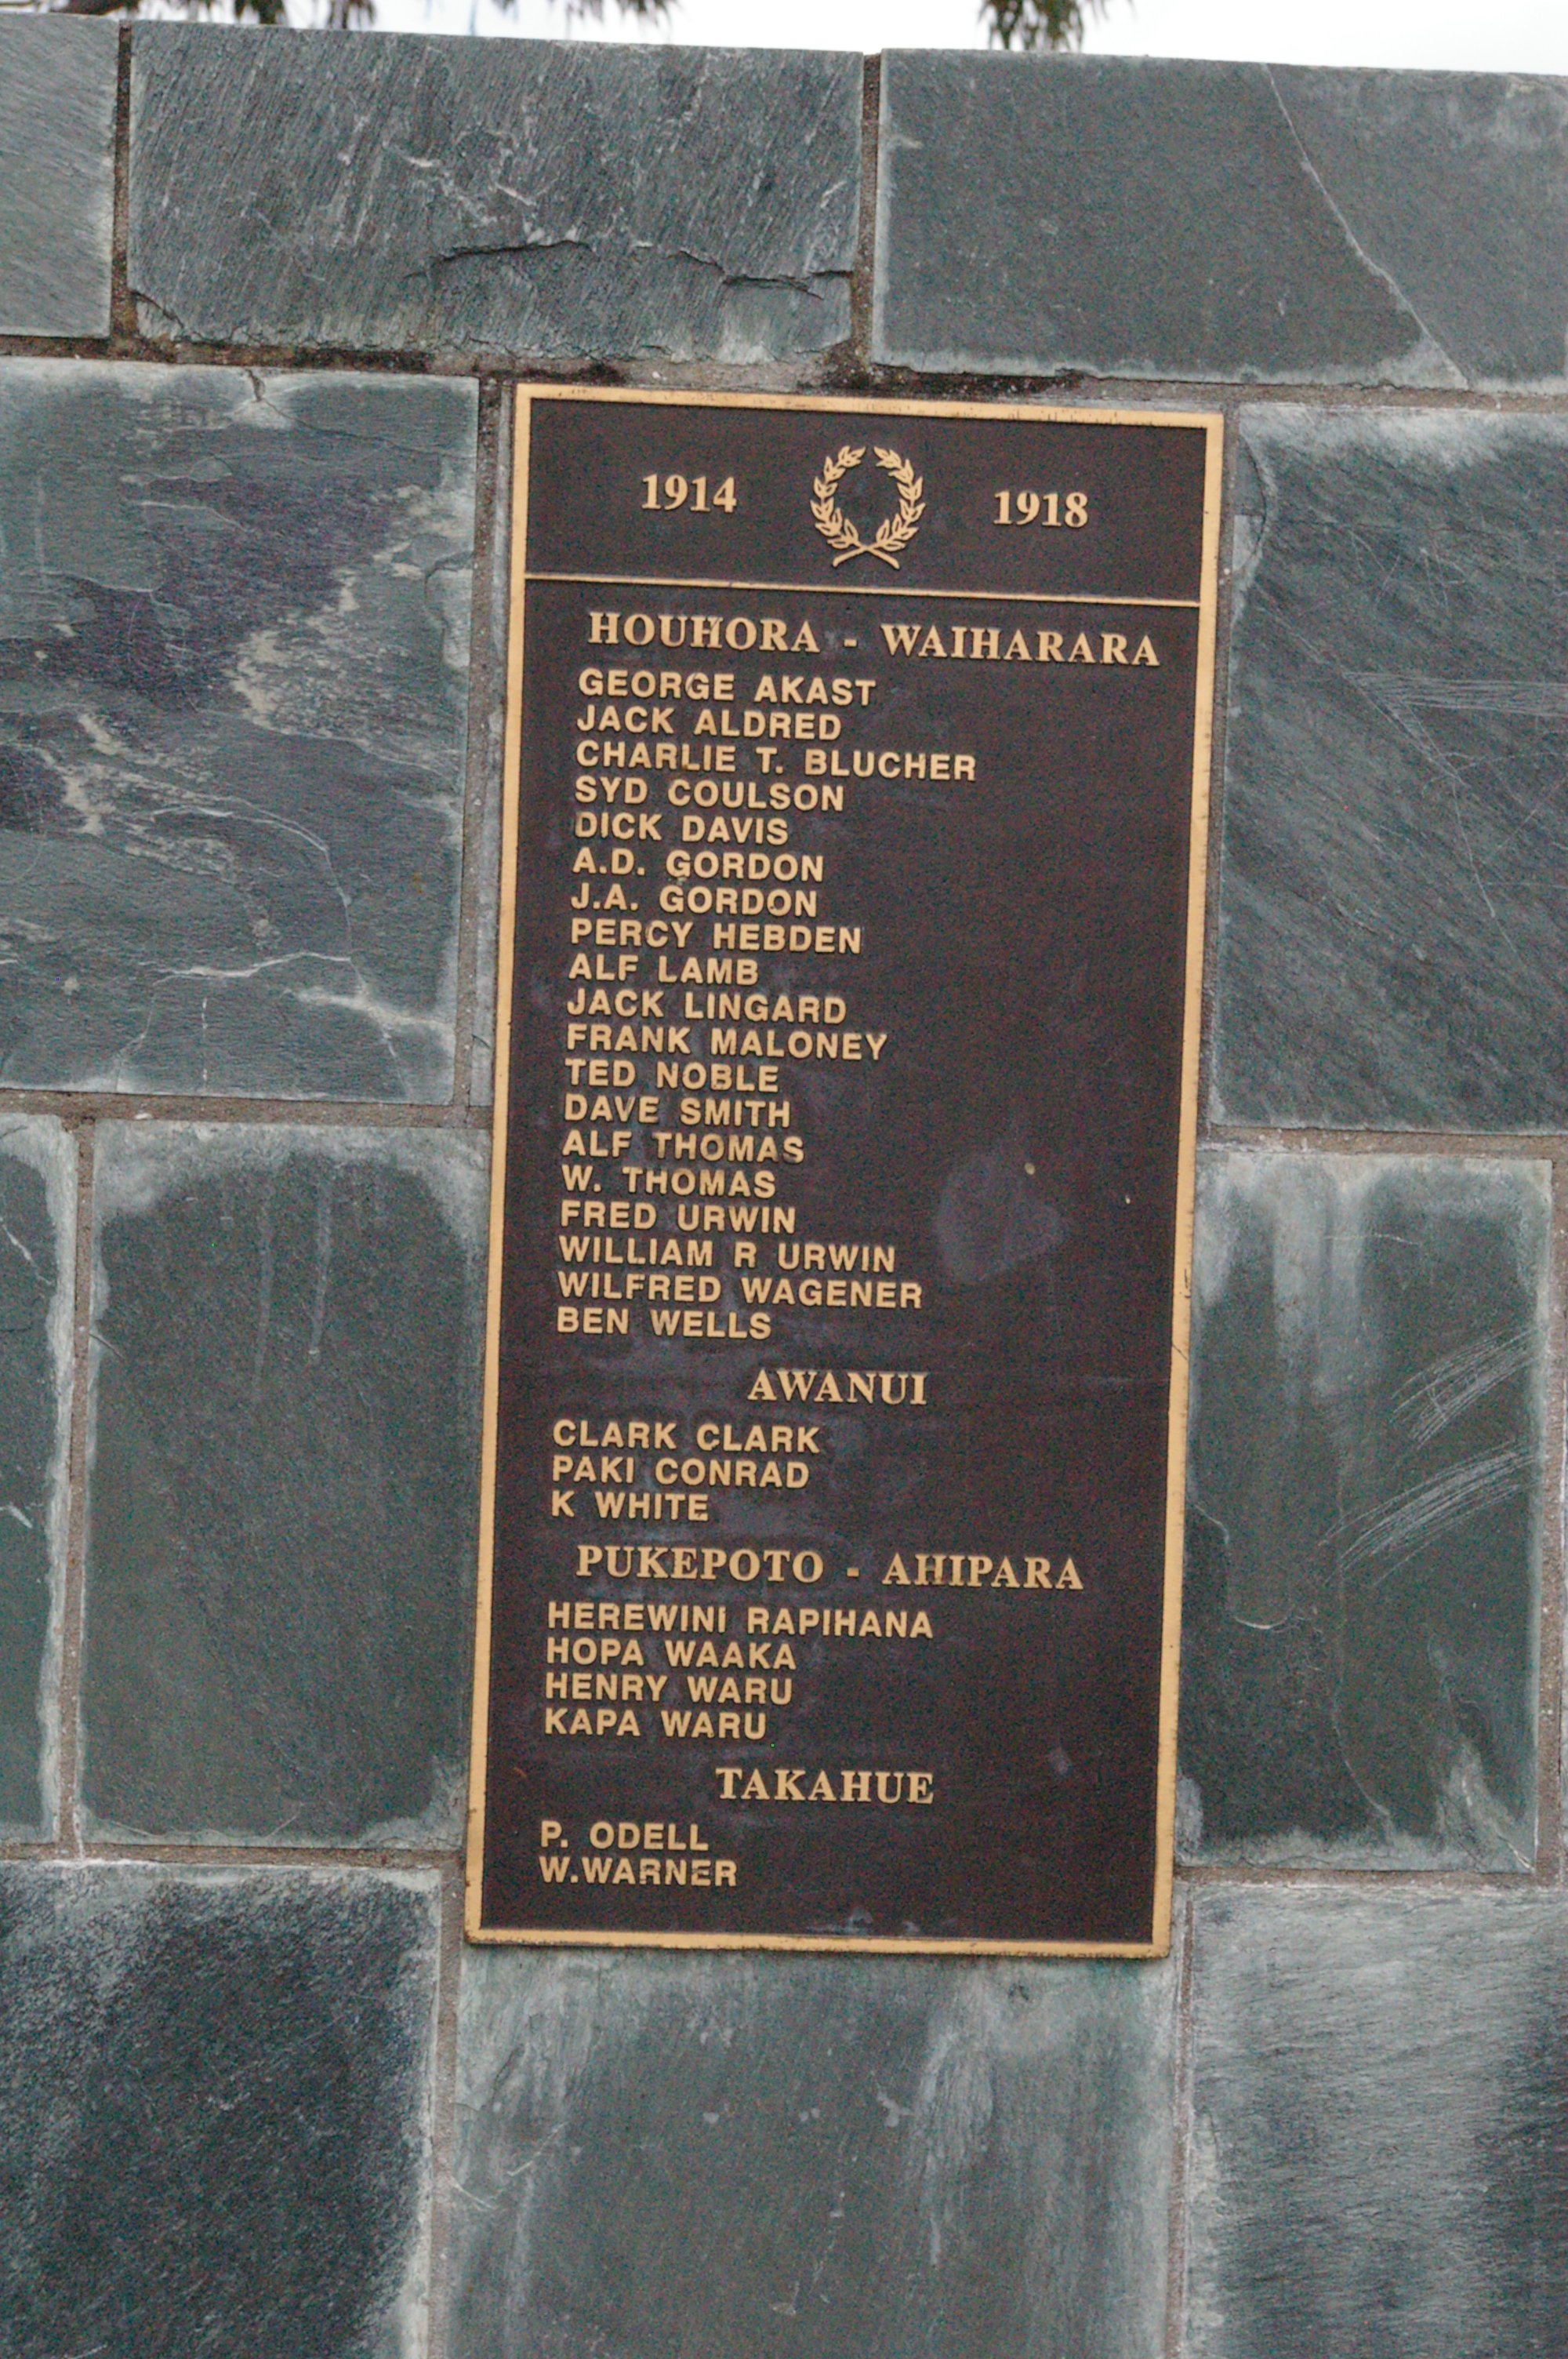 1914 1918
HOUHORA - WAIHARARA
GEORGE AKAST
JACK ALDRED
CHARLIE T. BLUCHER
SYD COULSON
DICK DAVIS
A.D. GORDON
J.A. GORDON
PERCY HEBDEN
ALF LAMB
JACK LINGARD
FRANK MALONEY
TED NOBLE
DAVE SMITH
ALF THOMAS
W. THOMAS
FRED URWIN
WILLIAM R URWIN
WILFRED WAGENER
BEN WELLS
AWANUI
CLARK CLARK
PAKI CONRAD
K WHITE
PUKEPOTO - AHIPARA
HEREWINI RAPIHANA
HOPA WAAKA
HENRY WARU
KAPA WARU
TAKAHUE
P. ODELL
W.WARNER